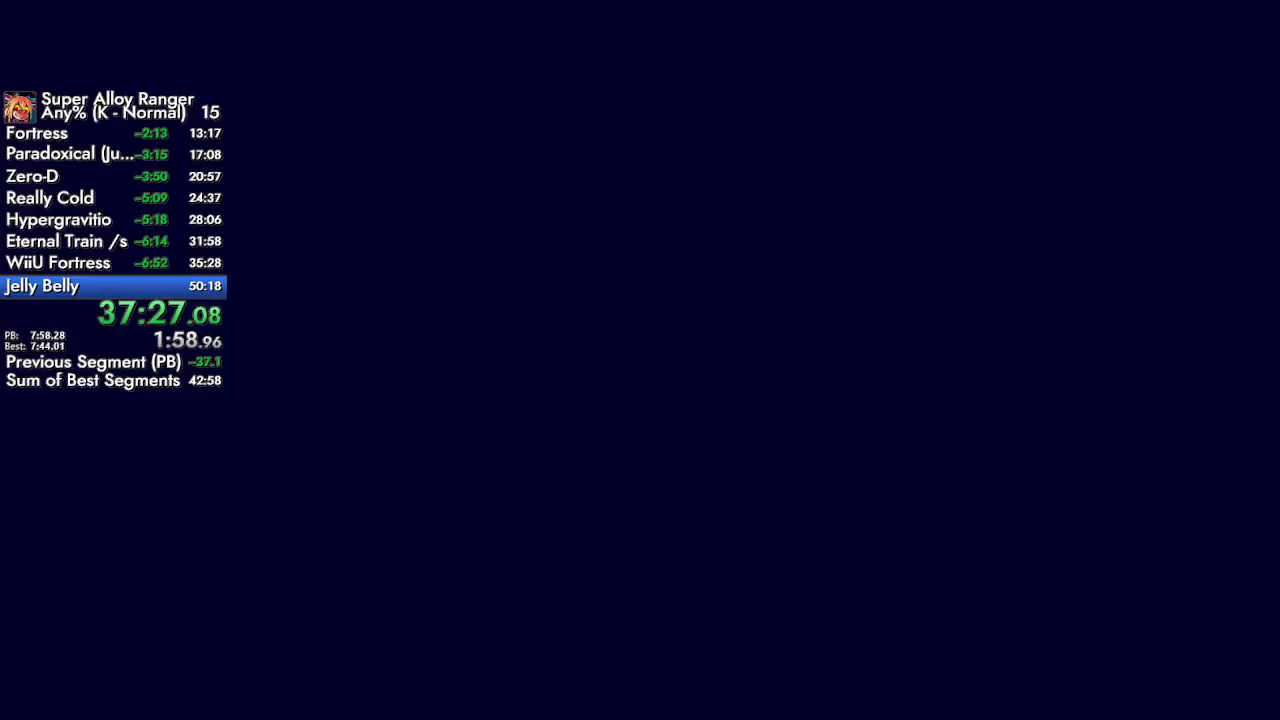 Super Alloy Ranger
Any% (K - Normal) 15
Fortress −2:13 13:17
Paradoxical (Ju... −3:15 17:08
Zero-D −3:50 20:57
Really Cold −5:09 24:37
Hypergravitio −5:18 28:06
Eternal Train /s −6:14 31:58
WiiU Fortress −6:52 35:28
Jelly Belly 50:18
37:27.08
PB: 7:58.28 1:58.96
Best: 7:44.01
Previous Segment (PB) −37.1
Sum of Best Segments 42:58